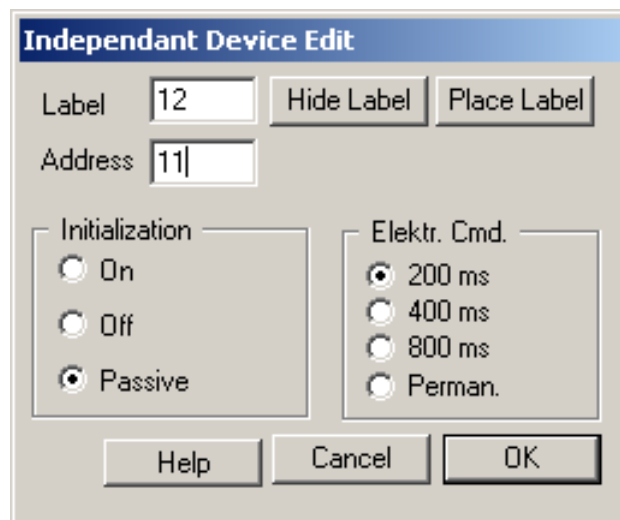 Independant Device Edit
Label 12 Hide Label Place Label
Address 11
Initialization
On
Off
Passive
Elektr. Cmd.
200 ms
400 ms
800 ms
Perman.
Help Cancel OK